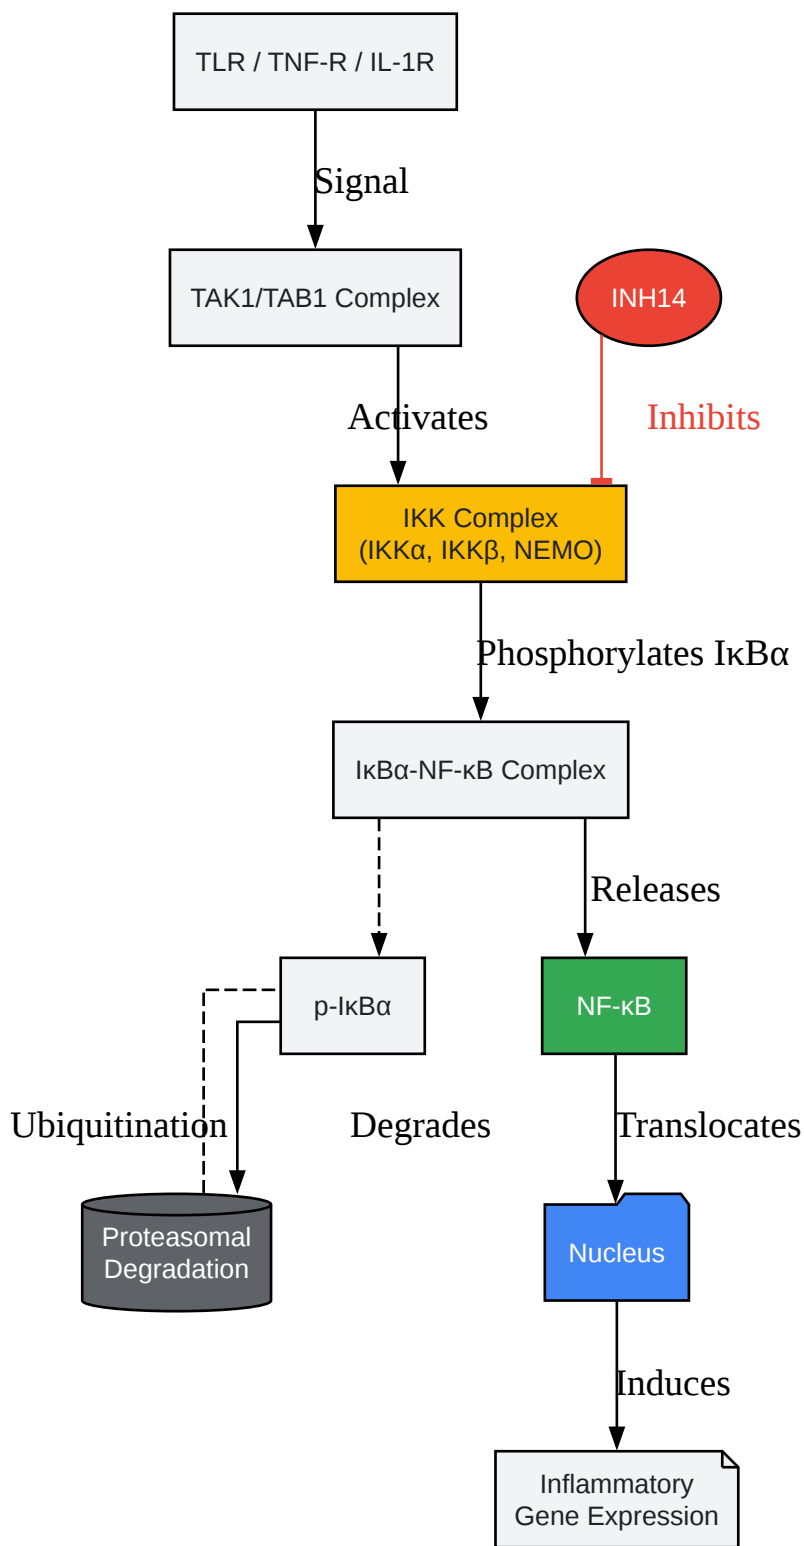 TLR / TNF-R / IL-1R
Signal
TAK1/TAB1 Complex
INH14
Activates
Inhibits
IKK Complex
(IKKα, IKKβ, NEMO)
Phosphorylates IκBα
IκBα-NF-κB Complex
Releases
p-IκBα
NF-κB
Ubiquitination
Degrades
Translocates
Proteasomal
Degradation
Nucleus
Induces
Inflammatory
Gene Expression